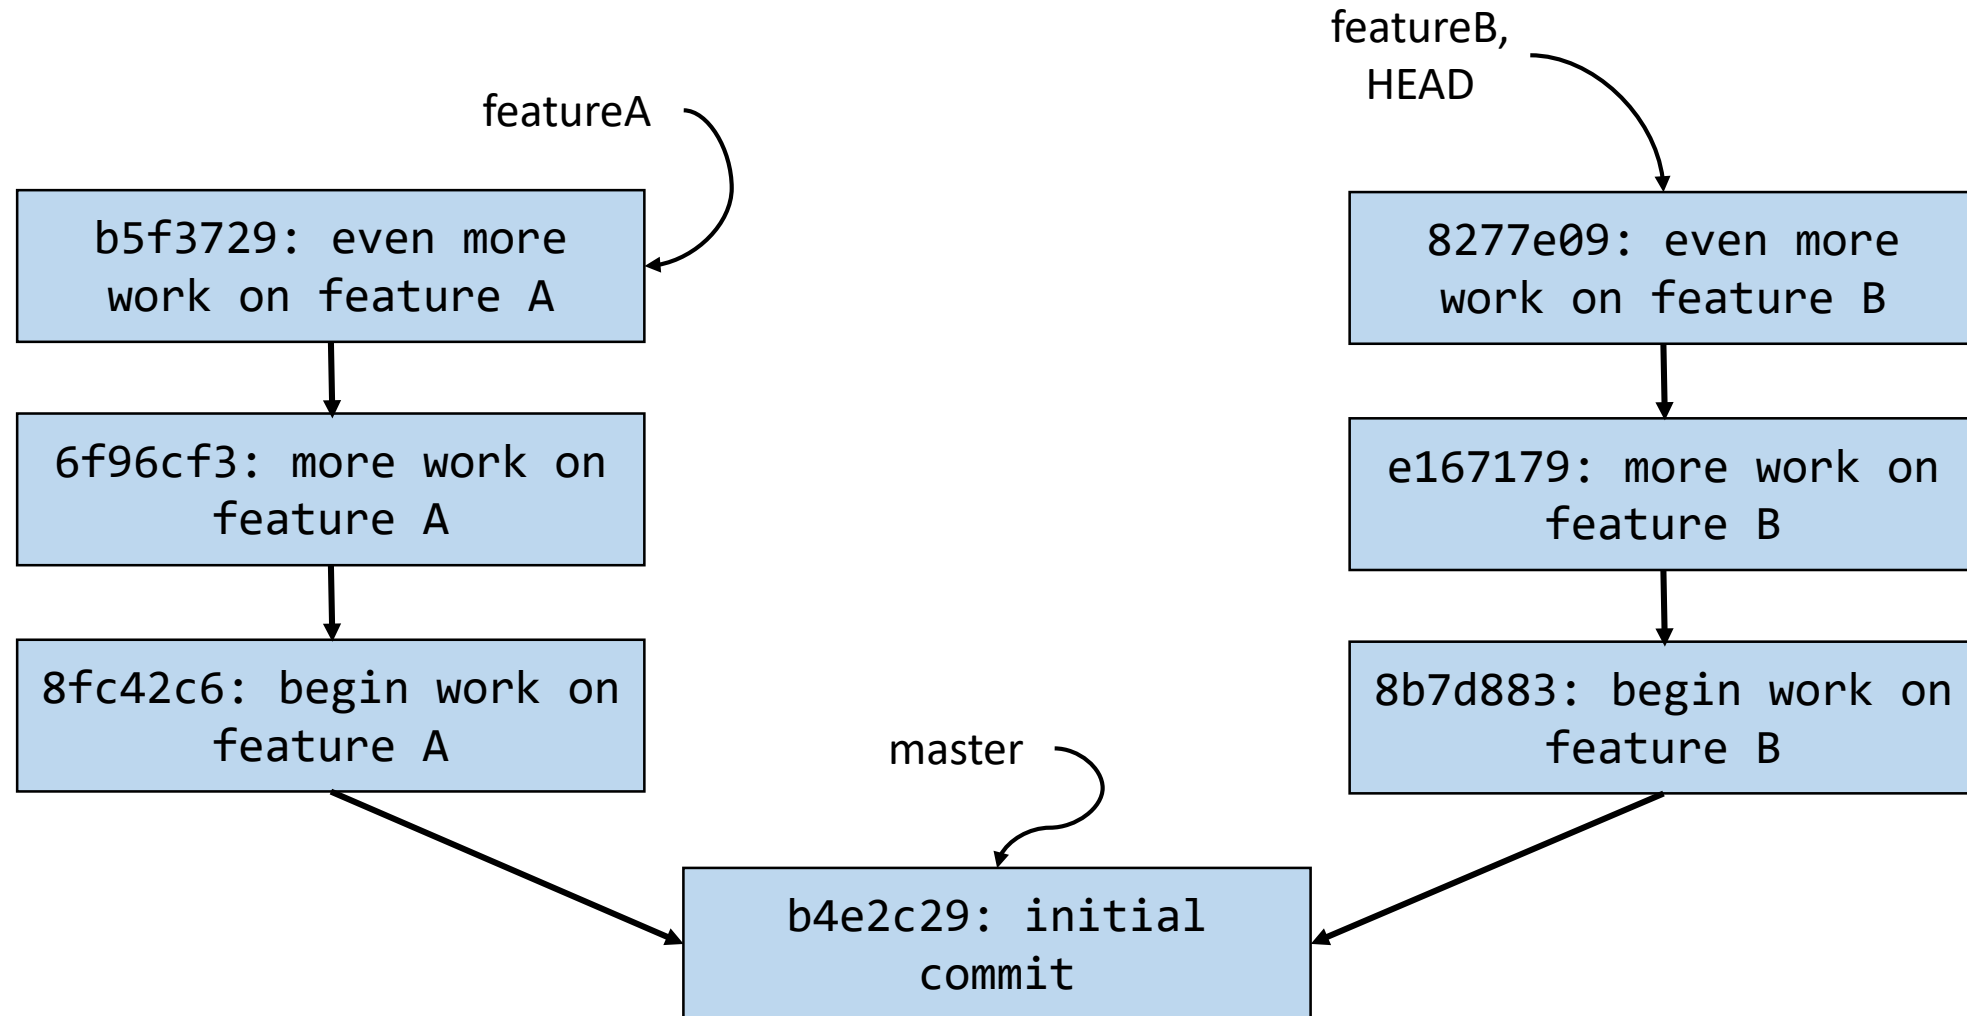 featureB,
HEAD
featureA
b5f3729: even more
work on feature A
8277e09: even more
work on feature B
6f96cf3: more work on
feature A
e167179: more work on
feature B
8fc42c6: begin work on
feature A
8b7d883: begin work on
feature B
master
b4e2c29: initial
commit